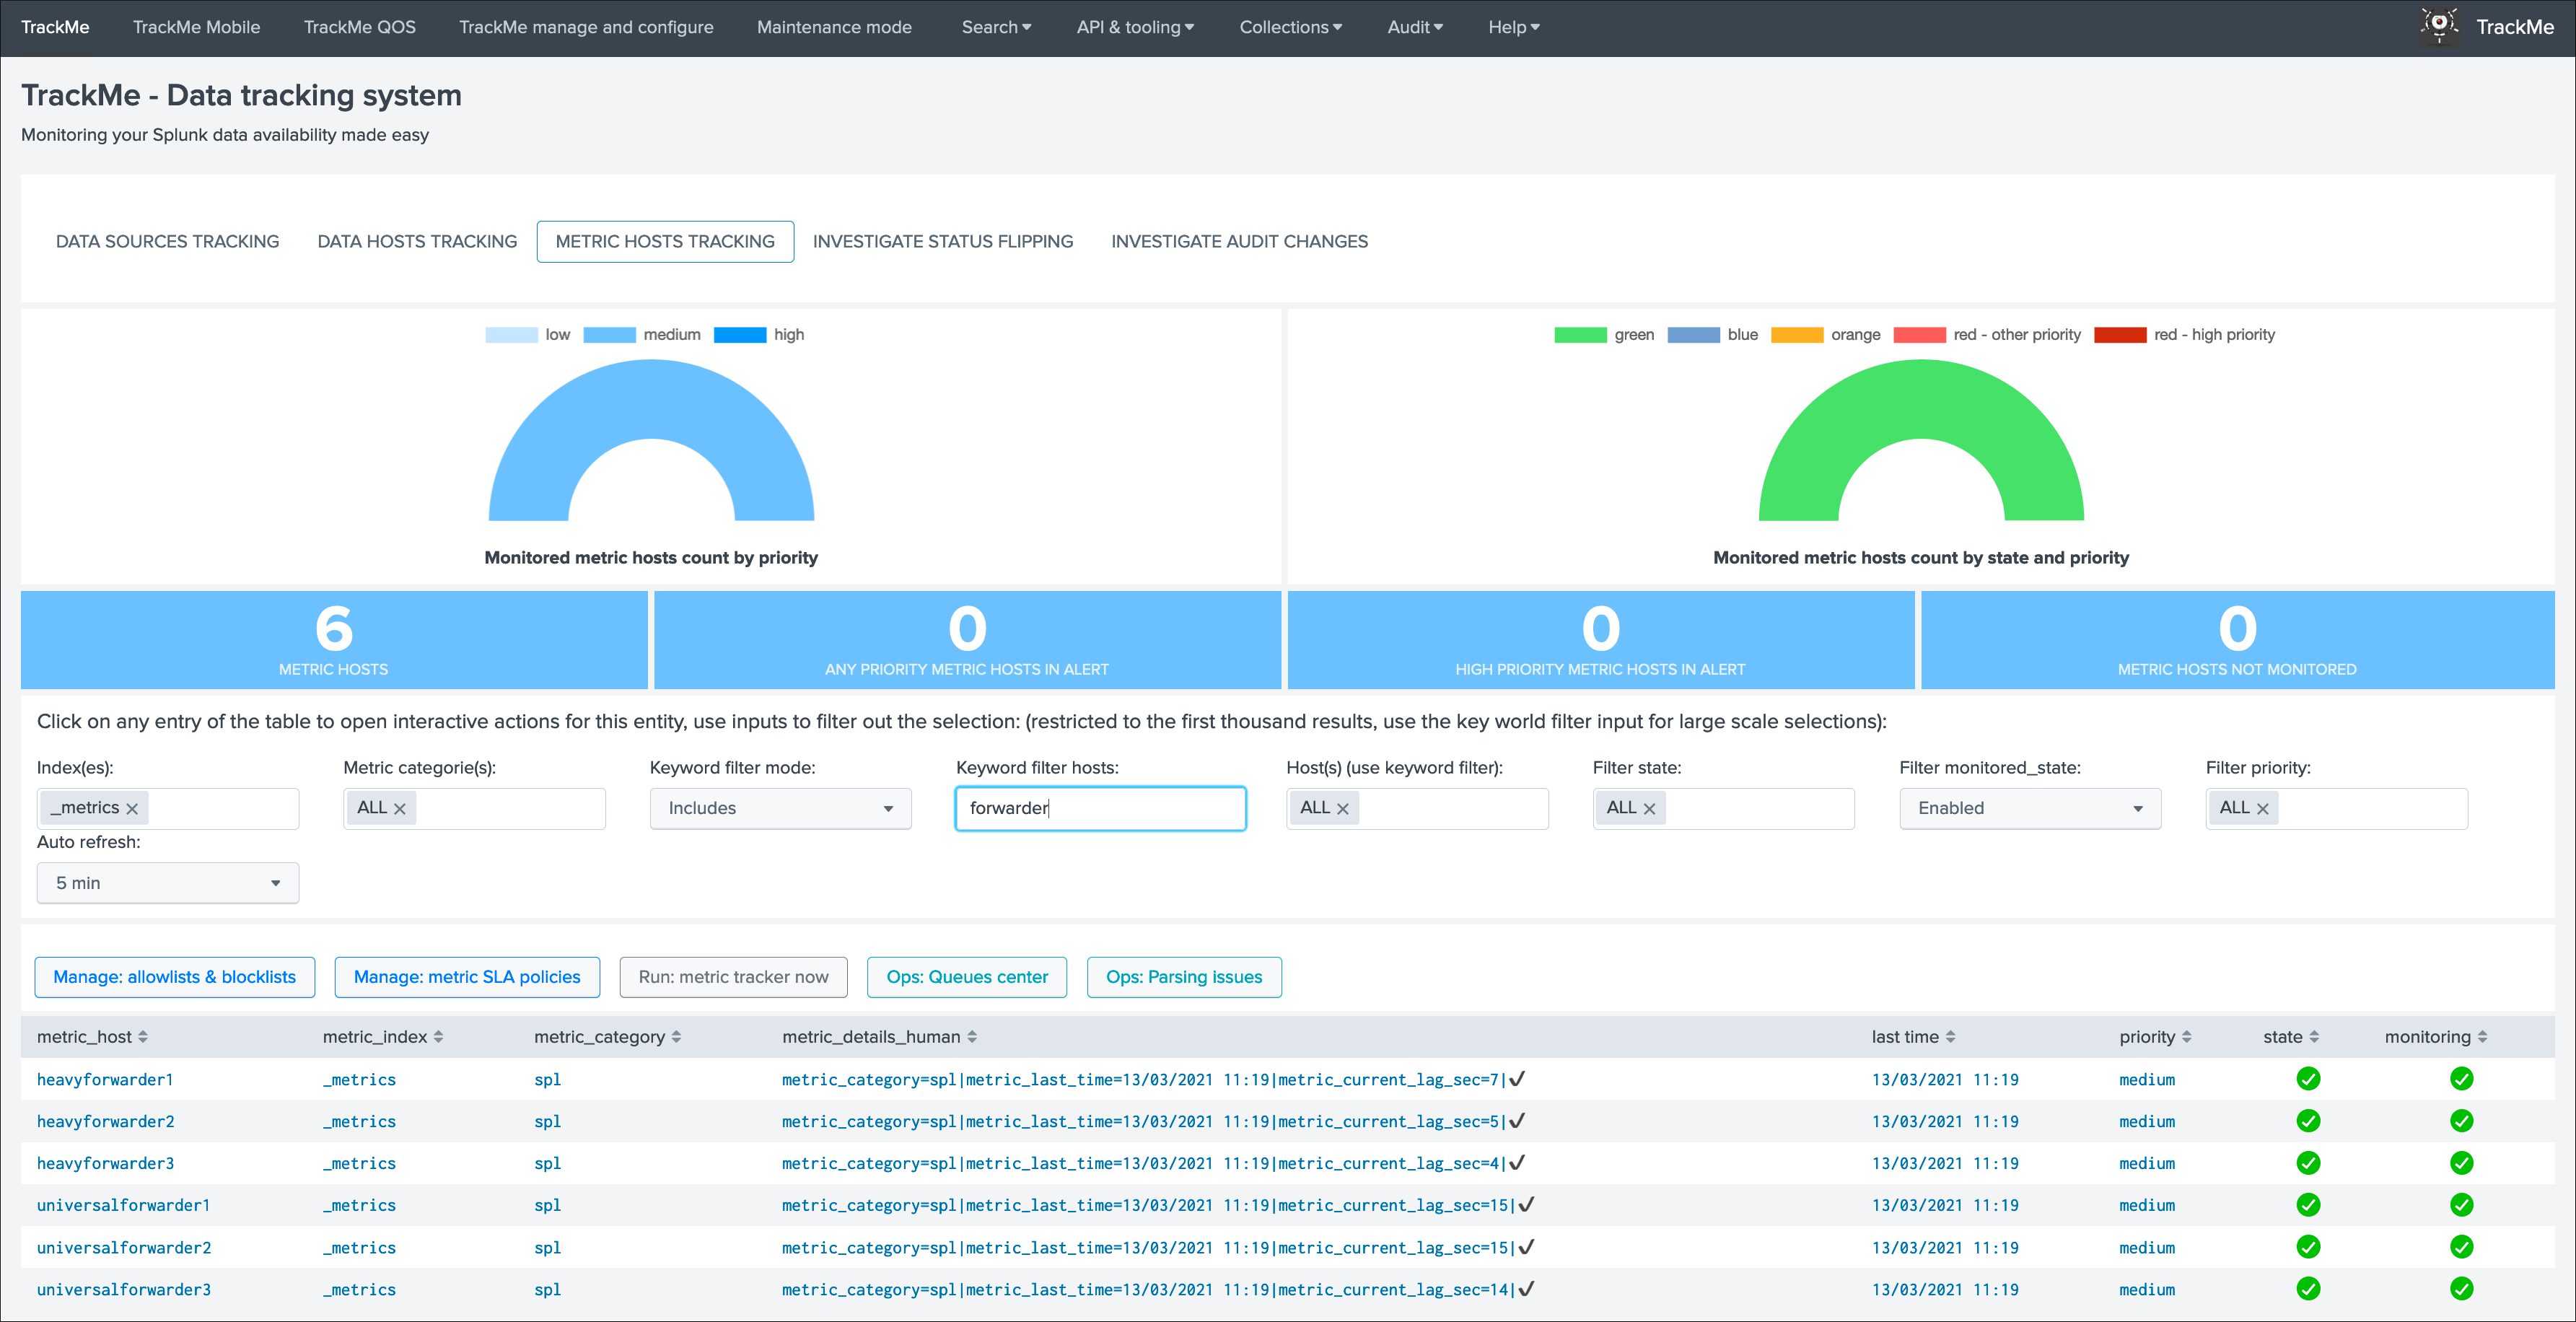 TrackMe TrackMe Mobile TrackMe QOS TrackMe manage and configure Maintenance mode Search API & tooling Collections Audit Help TrackMe
TrackMe - Data tracking system
Monitoring your Splunk data availability made easy
DATA SOURCES TRACKING DATA HOSTS TRACKING METRIC HOSTS TRACKING INVESTIGATE STATUS FLIPPING INVESTIGATE AUDIT CHANGES
low medium high
Monitored metric hosts count by priority
green blue orange red - other priority red - high priority
Monitored metric hosts count by state and priority
6
METRIC HOSTS
0
ANY PRIORITY METRIC HOSTS IN ALERT
0
HIGH PRIORITY METRIC HOSTS IN ALERT
0
METRIC HOSTS NOT MONITORED
Click on any entry of the table to open interactive actions for this entity, use inputs to filter out the selection: (restricted to the first thousand results, use the key world filter input for large scale selections):
Index(es): Metric categorie(s): Keyword filter mode: Keyword filter hosts: Host(s) (use keyword filter): Filter state: Filter monitored_state: Filter priority:
_metrics ALL Includes forwarder ALL ALL Enabled ALL
Auto refresh:
5 min
Manage: allowlists & blocklists Manage: metric SLA policies Run: metric tracker now Ops: Queues center Ops: Parsing issues
metric_host metric_index metric_category metric_details_human last time priority state monitoring
heavyforwarder1 _metrics spl metric_category=spl|metric_last_time=13/03/2021 11:19|metric_current_lag_sec=7|✔ 13/03/2021 11:19 medium
heavyforwarder2 _metrics spl metric_category=spl|metric_last_time=13/03/2021 11:19|metric_current_lag_sec=5|✔ 13/03/2021 11:19 medium
heavyforwarder3 _metrics spl metric_category=spl|metric_last_time=13/03/2021 11:19|metric_current_lag_sec=4|✔ 13/03/2021 11:19 medium
universalforwarder1 _metrics spl metric_category=spl|metric_last_time=13/03/2021 11:19|metric_current_lag_sec=15|✔ 13/03/2021 11:19 medium
universalforwarder2 _metrics spl metric_category=spl|metric_last_time=13/03/2021 11:19|metric_current_lag_sec=15|✔ 13/03/2021 11:19 medium
universalforwarder3 _metrics spl metric_category=spl|metric_last_time=13/03/2021 11:19|metric_current_lag_sec=14|✔ 13/03/2021 11:19 medium